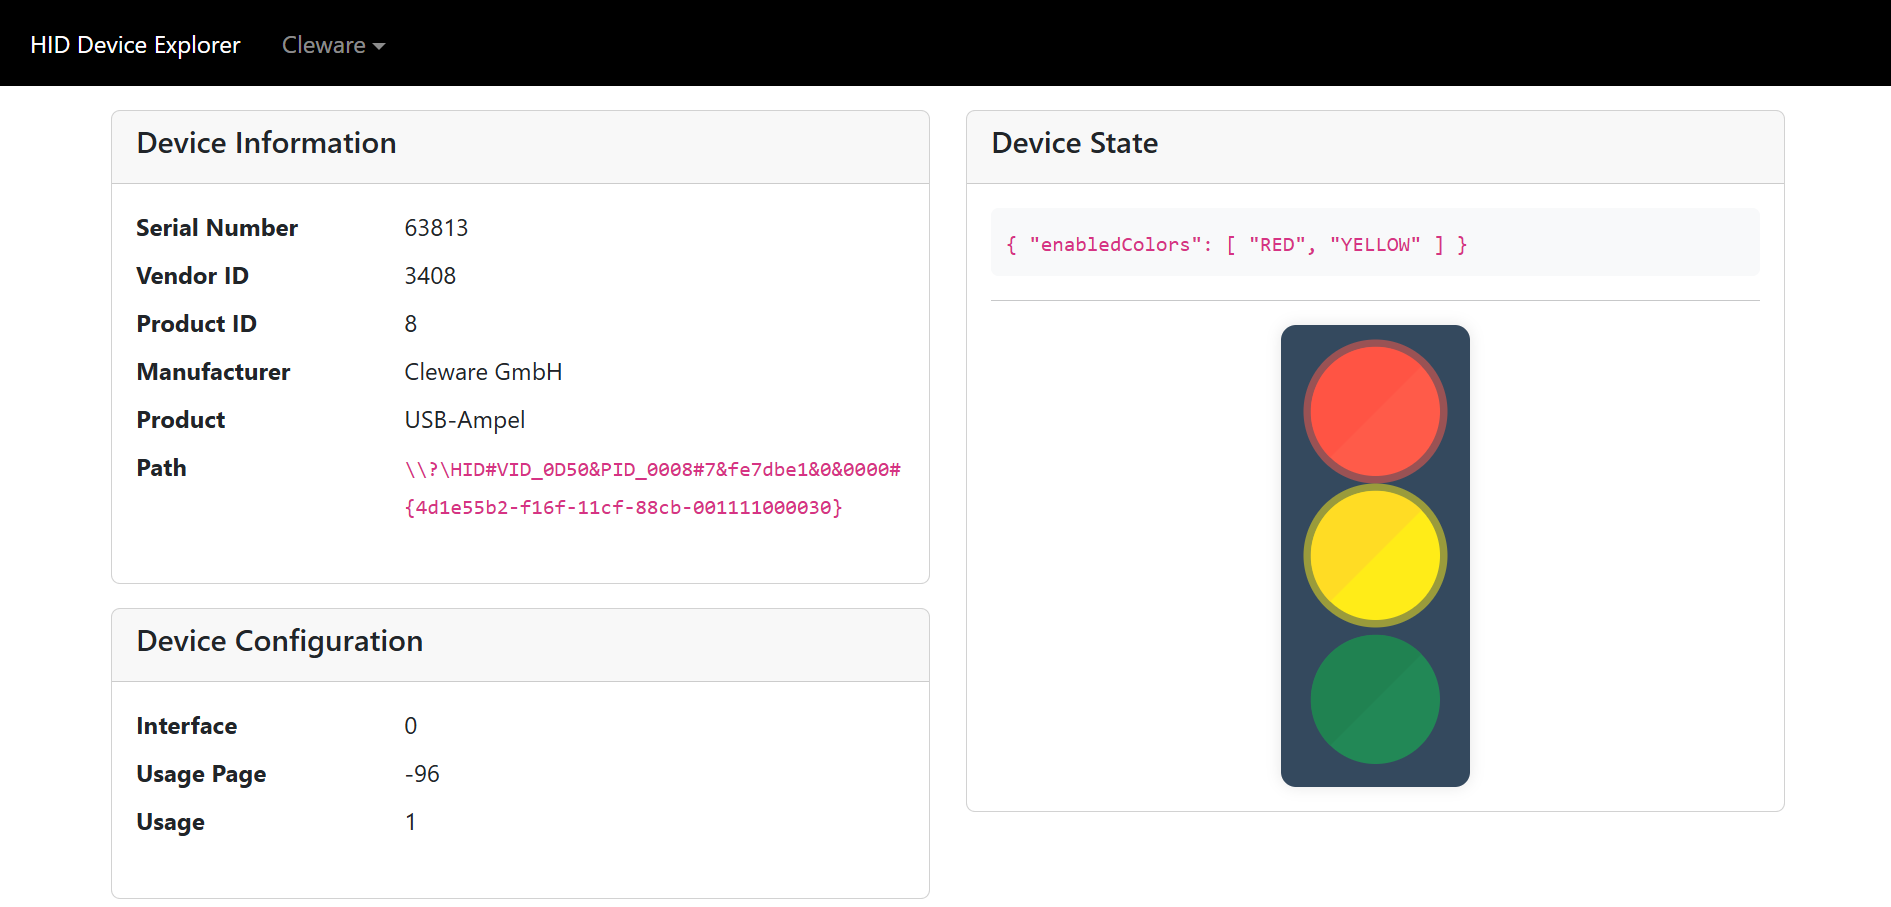 HID Device Explorer Cleware
Device Information
Serial Number 63813
Vendor ID 3408
Product ID 8
Manufacturer Cleware GmbH
Product USB-Ampel
Path \\?\HID#VID_0D50&PID_0008#7&fe7dbe1&0&0000#
{4d1e55b2-f16f-11cf-88cb-001111000030}
Device Configuration
Interface 0
Usage Page -96
Usage 1
Device State
{ "enabledColors": [ "RED", "YELLOW" ] }